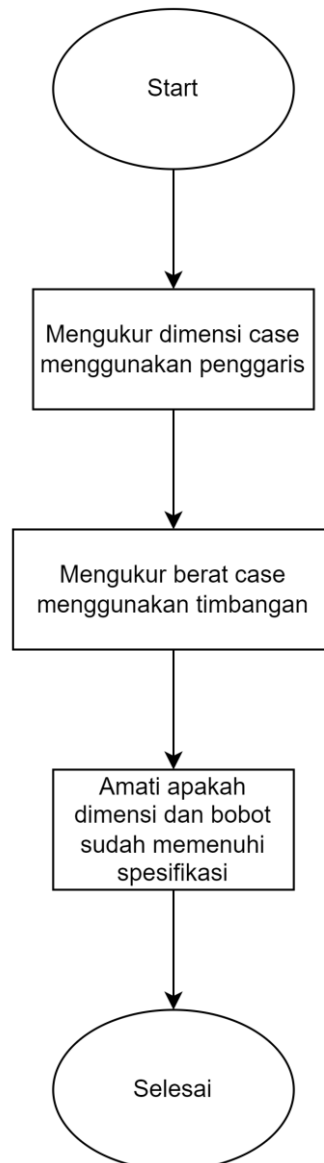 Start
Mengukur dimensi case
menggunakan penggaris
Mengukur berat case
menggunakan timbangan
Amati apakah
dimensi dan bobot
sudah memenuhi
spesifikasi
Selesai